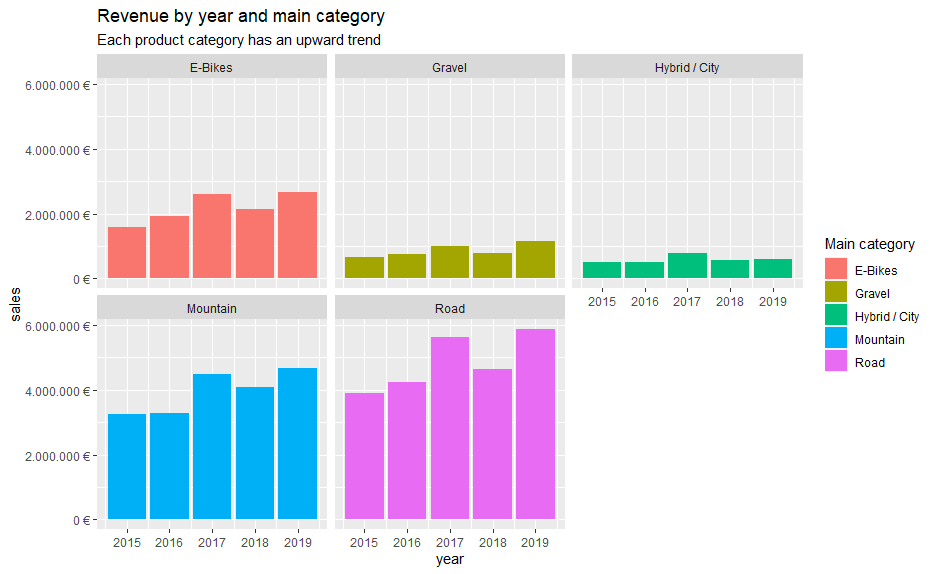 Revenue by year and main category
Each product category has an upward trend
E-Bikes
Gravel
Hybrid / City
6.000.000 €
4.000.000 €
2.000.000 €
0 €
2015 2016 2017 2018 2019
Mountain
Road
6.000.000 €
4.000.000 €
2.000.000 €
0 €
2015 2016 2017 2018 2019
2015 2016 2017 2018 2019
year
sales
Main category
E-Bikes
Gravel
Hybrid / City
Mountain
Road